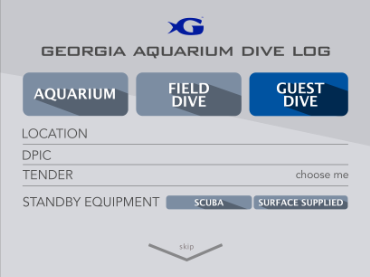 GEORGIA AQUARIUM DIVE LOG
AQUARIUM
FIELD DIVE
GUEST DIVE
LOCATION
DPIC
TENDER choose me
STANDBY EQUIPMENT SCUBA SURFACE SUPPLIED
skip